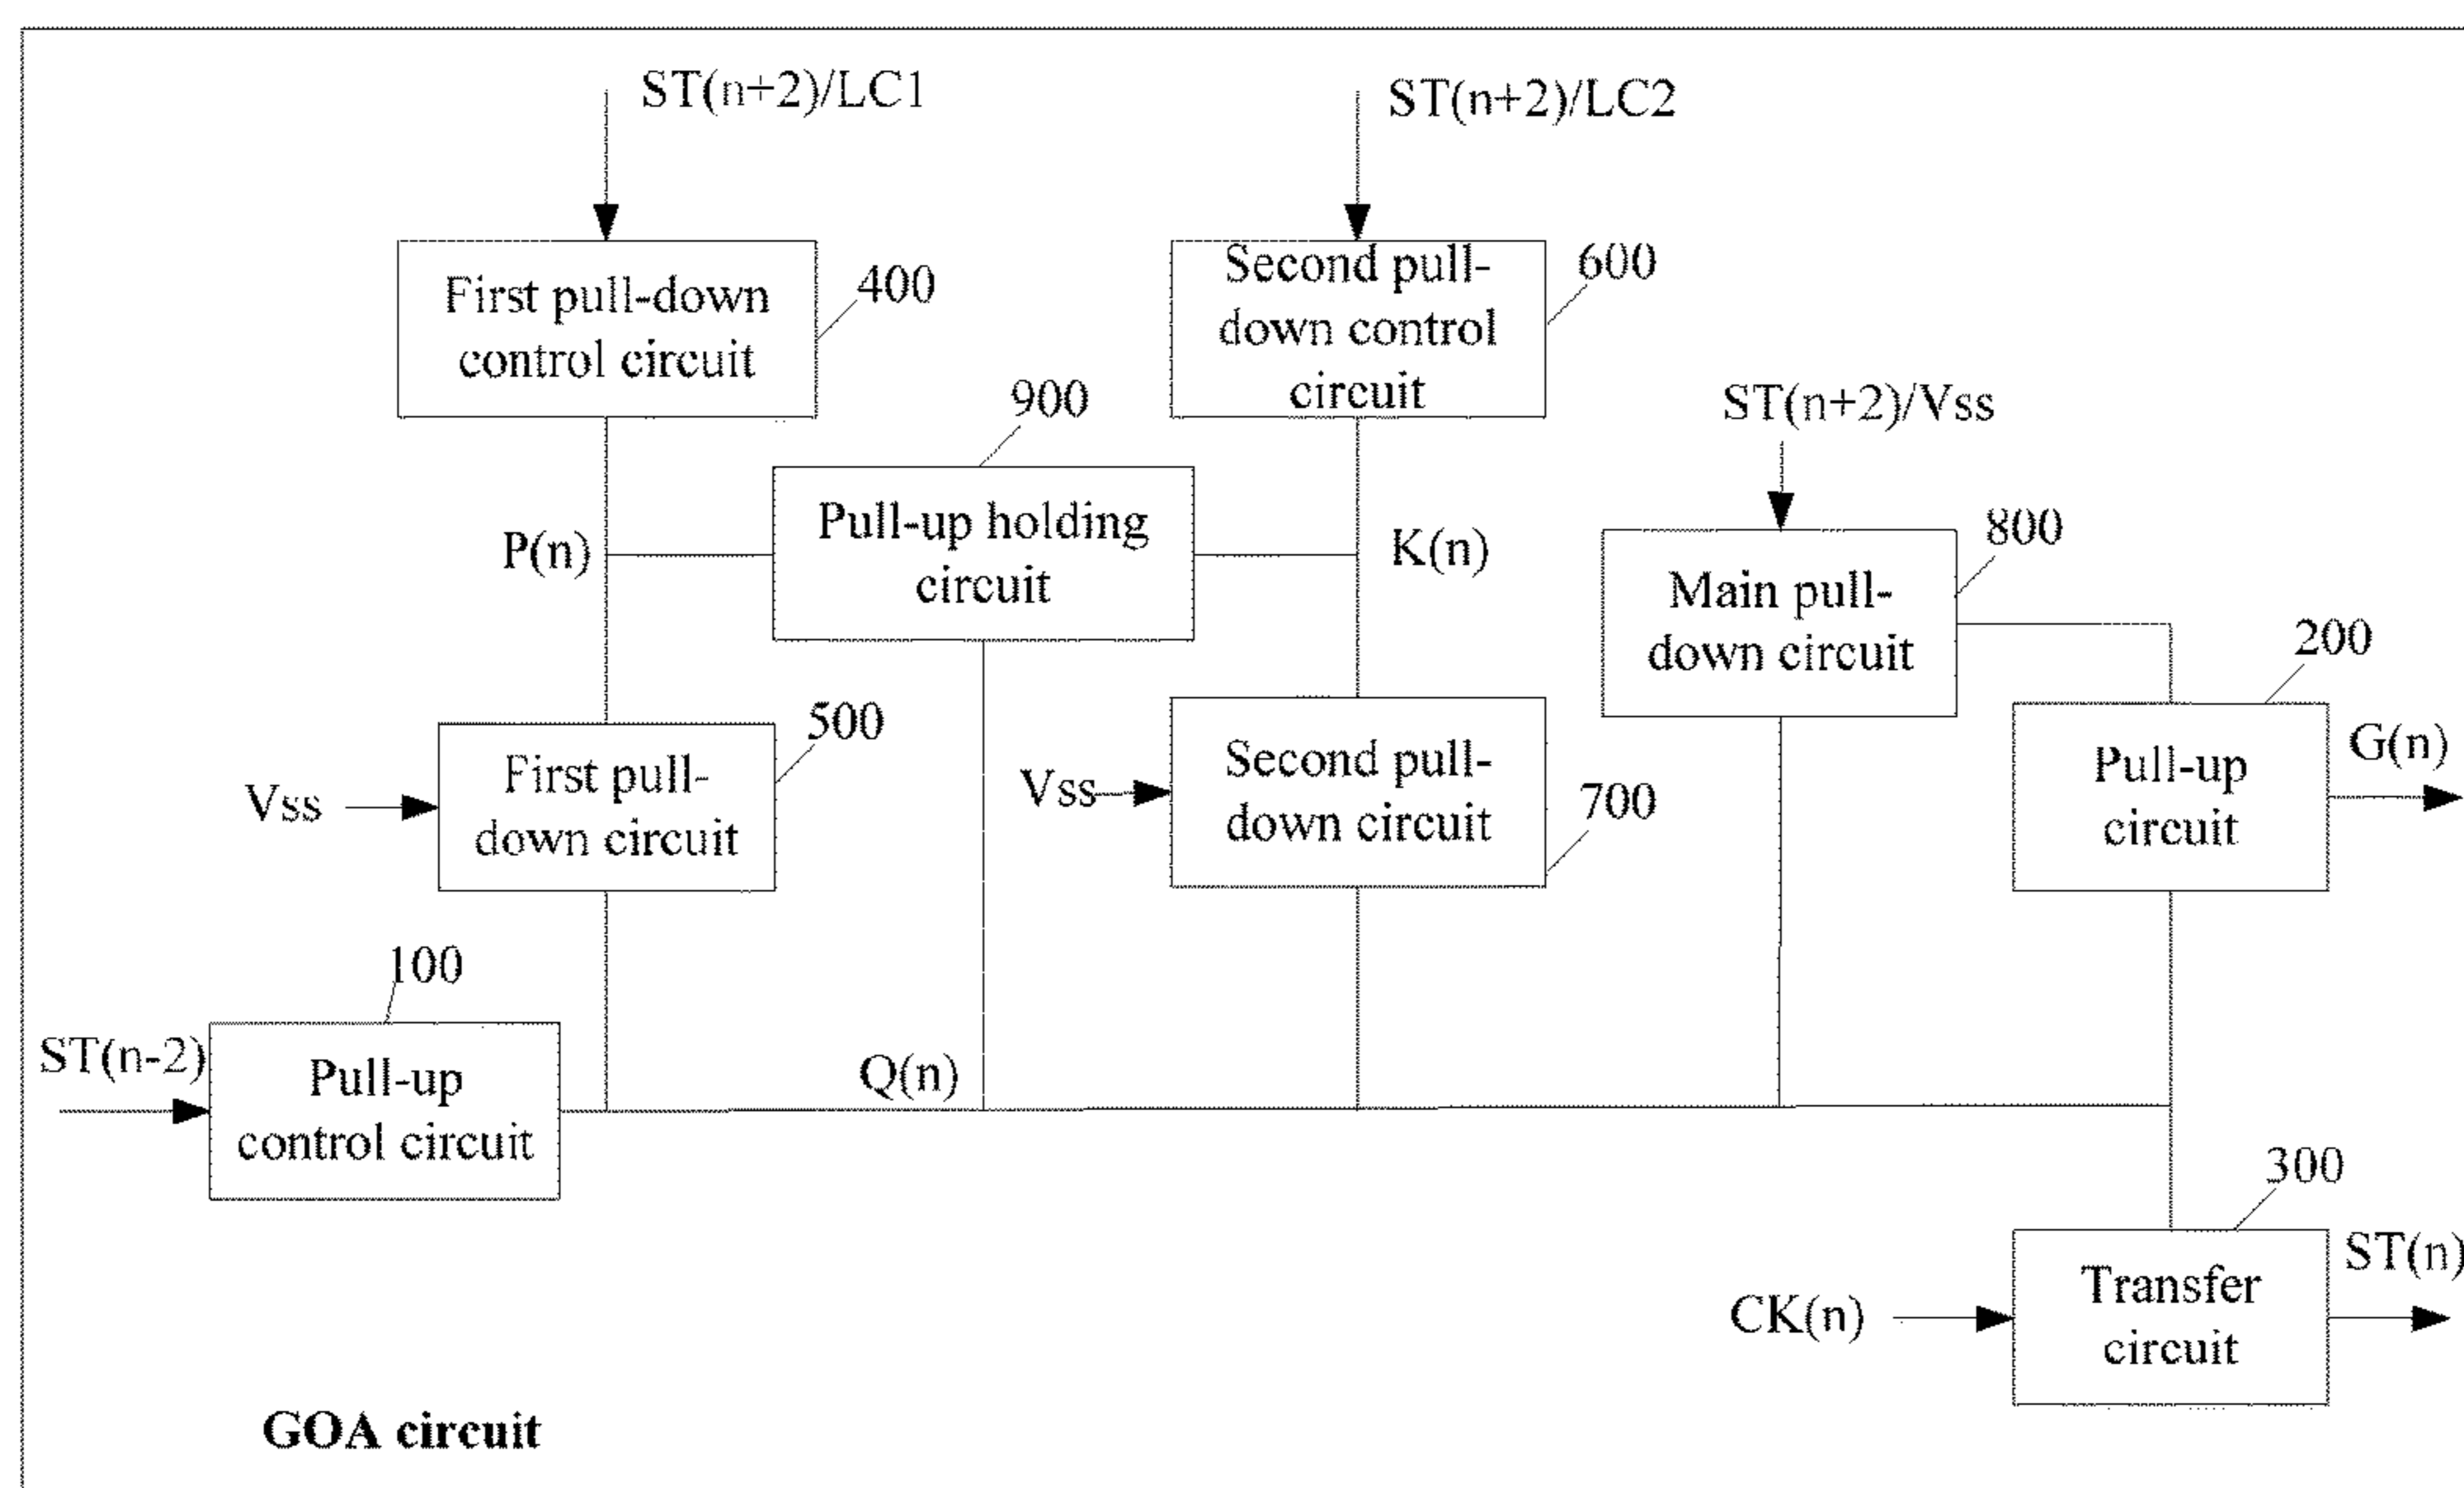 ST(n+2)/LC1
ST(n+2)/LC2
First pull-down
control circuit
400
Second pull-
down control
circuit
600
900
ST(n+2)/Vss
P(n)
Pull-up holding
circuit
K(n)
800
Main pull-
down circuit
200
500
Vss
First pull-
down circuit
Vss
Second pull-
down circuit
700
Pull-up
circuit
G(n)
100
ST(n-2)
Pull-up
control circuit
Q(n)
300
CK(n)
Transfer
circuit
ST(n)
GOA circuit